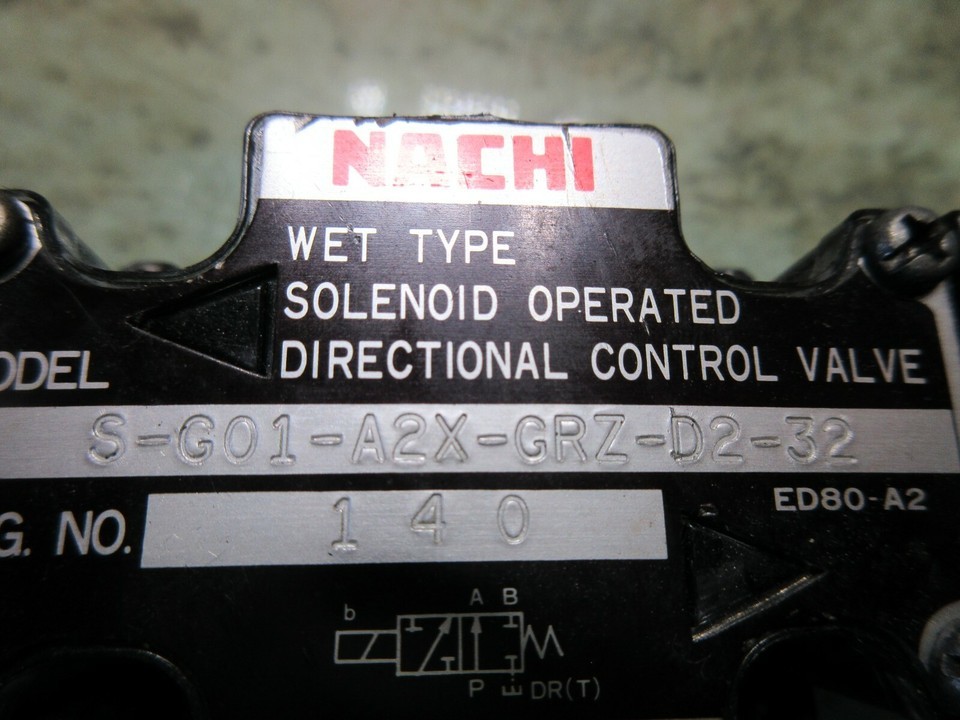 NACHI
WET TYPE
SOLENOID OPERATED
DIRECTIONAL CONTROL VALVE
ODEL
S-G01-A2X-GRZ-D2-32
ED80-A2
G. NO.
1 4 0
b
A B
P DR(T)